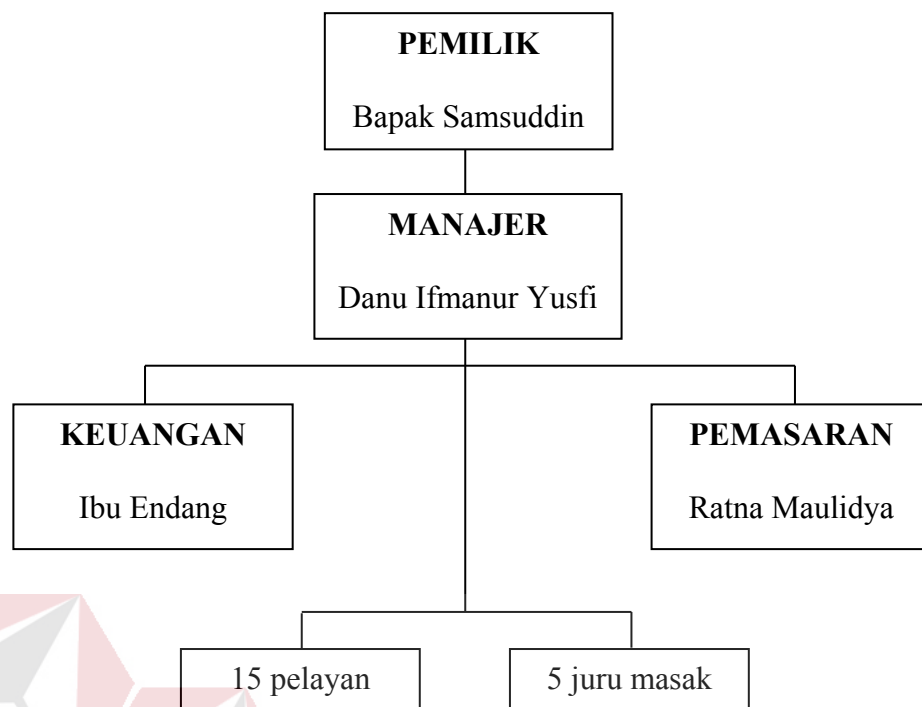 PEMILIK
Bapak Samsuddin
MANAJER
Danu Ifmanur Yusfi
KEUANGAN
Ibu Endang
PEMASARAN
Ratna Maulidya
15 pelayan
5 juru masak